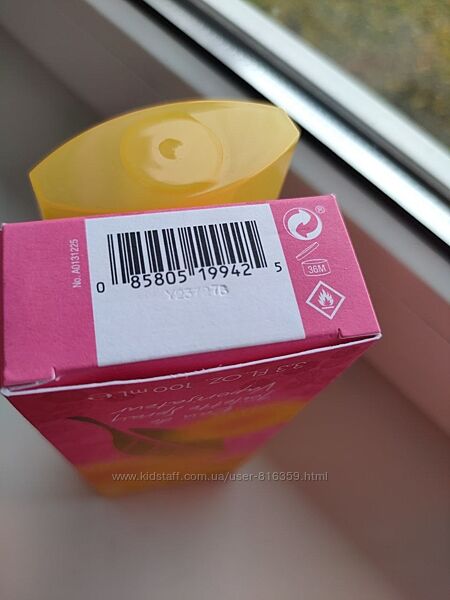 No. A0131225
0 85805 19942 5
36M
3.3 FL.OZ. 100 mL e
Vaporisateur
www.kidstaff.com.ua/user-816359.html